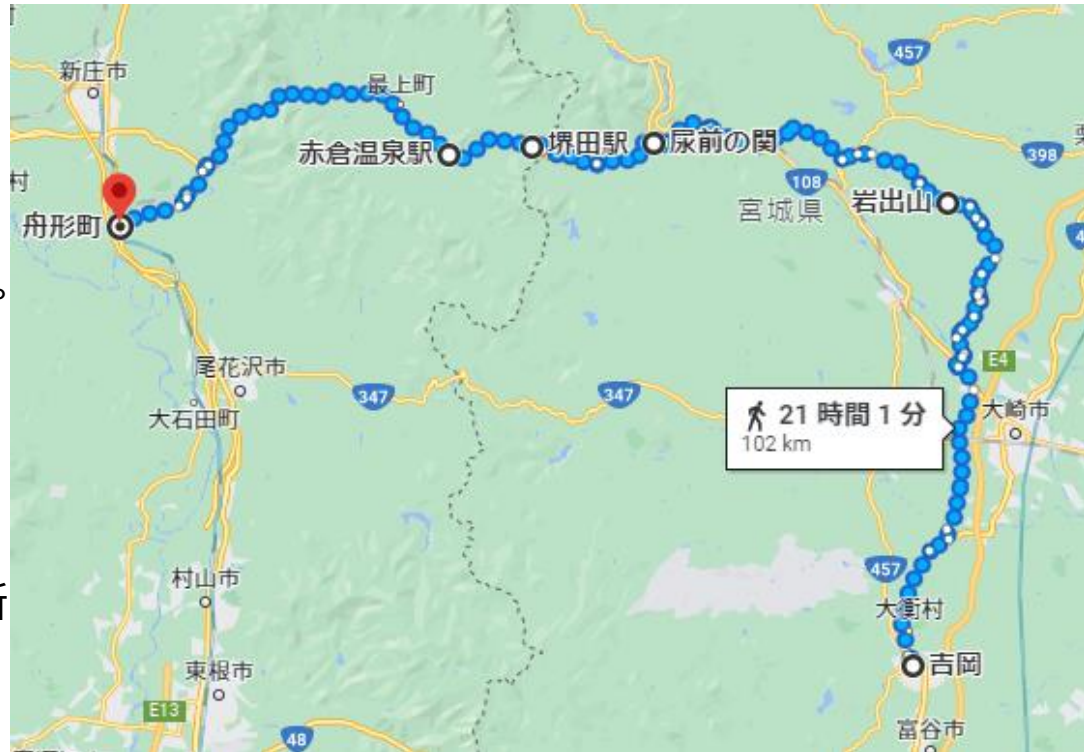 457
新庄市
最上町
398
赤倉温泉駅
堺田駅
尿前の関
村
108
宮城県
岩出山
舟形町
。
E4
尾花沢市
347
347
大石田町
21 時間 1 分
102 km
大崎市
457
村山市
大衡村
東根市
吉岡
E13
48
富谷市